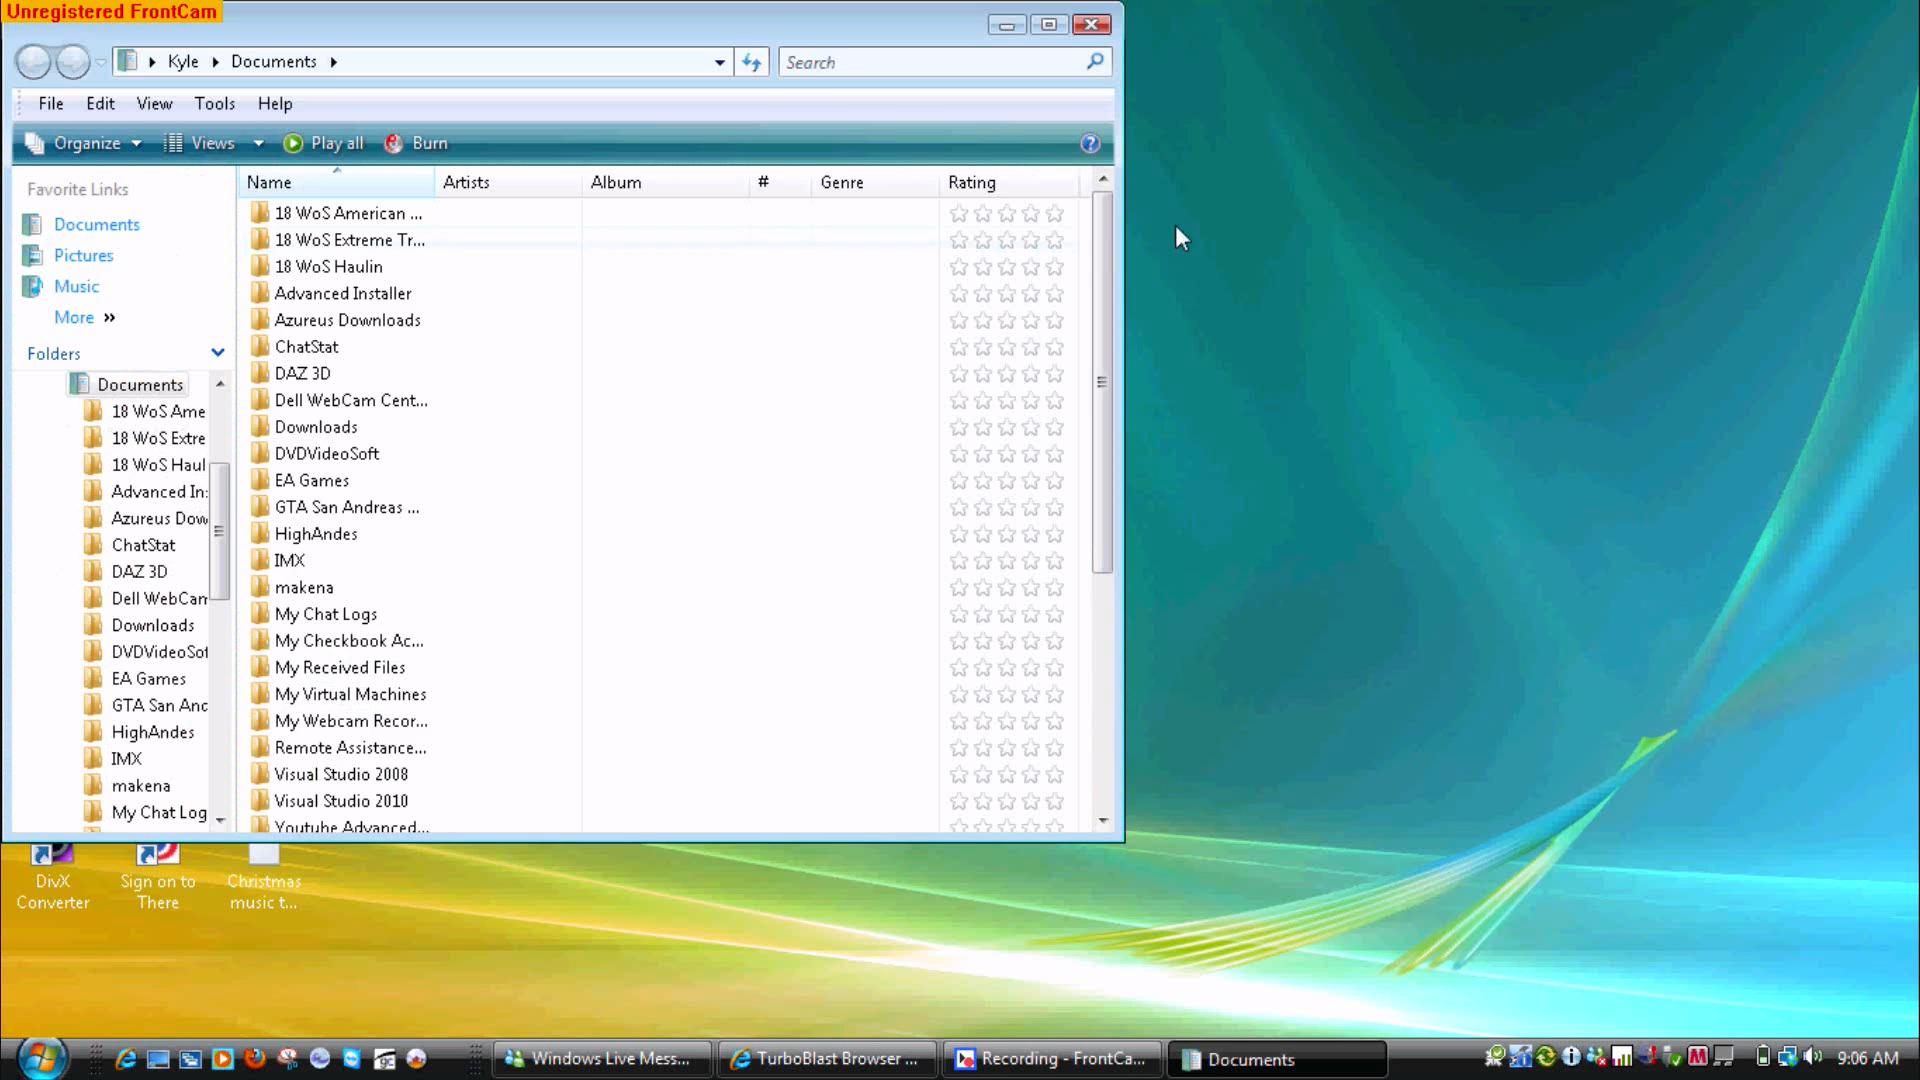 Unregistered FrontCam
Kyle
Documents
Search
File Edit View Tools Help
Organize Views Play all Burn
Favorite Links
Documents
Pictures
Music
More »
Folders
Documents
18 WoS Ame
18 WoS Extre
18 WoS Haul
Advanced In
Azureus Dow
ChatStat
DAZ 3D
Dell WebCam
Downloads
DVDVideoSof
EA Games
GTA San Anc
HighAndes
IMX
makena
My Chat Log
Name Artists Album # Genre Rating
18 WoS American ...
18 WoS Extreme Tr...
18 WoS Haulin
Advanced Installer
Azureus Downloads
ChatStat
DAZ 3D
Dell WebCam Cent...
Downloads
DVDVideoSoft
EA Games
GTA San Andreas ...
HighAndes
IMX
makena
My Chat Logs
My Checkbook Ac...
My Received Files
My Virtual Machines
My Webcam Recor...
Remote Assistance...
Visual Studio 2008
Visual Studio 2010
Youtube Advanced...
DivX
Converter
Sign on to
There
Christmas
music t...
Windows Live Mess...
TurboBlast Browser ...
Recording - FrontCa...
Documents
9:06 AM